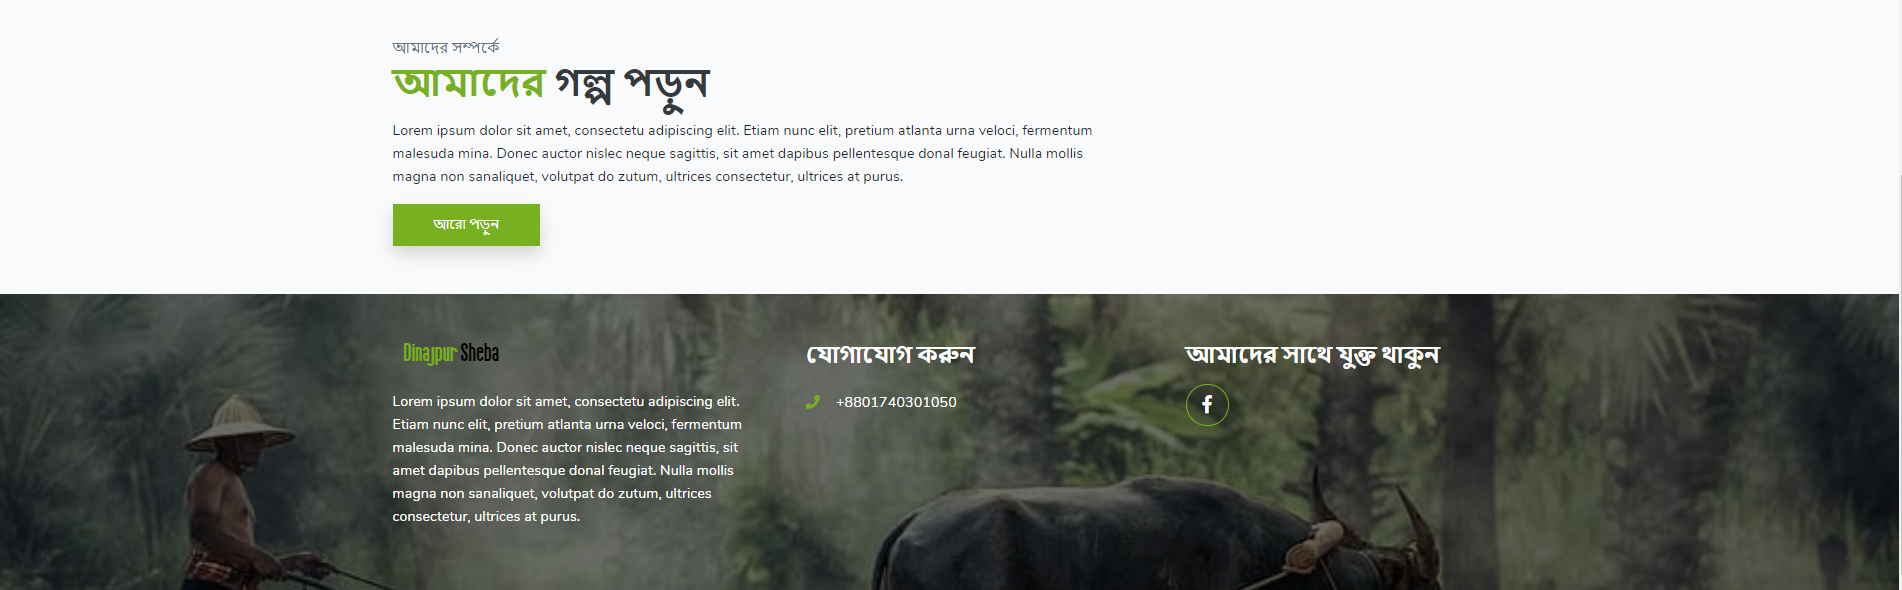 আমাদের সম্পর্কে
আমাদের গল্প পড়ুন
Lorem ipsum dolor sit amet, consectetu adipiscing elit. Etiam nunc elit, pretium atlanta urna veloci, fermentum
malesuda mina. Donec auctor nislec neque sagittis, sit amet dapibus pellentesque donal feugiat. Nulla mollis
magna non sanaliquet, volutpat do zutum, ultrices consectetur, ultrices at purus.
আরো পড়ুন
Dinajpur Sheba
Lorem ipsum dolor sit amet, consectetu adipiscing elit.
Etiam nunc elit, pretium atlanta urna veloci, fermentum
malesuda mina. Donec auctor nislec neque sagittis, sit
amet dapibus pellentesque donal feugiat. Nulla mollis
magna non sanaliquet, volutpat do zutum, ultrices
consectetur, ultrices at purus.
যোগাযোগ করুন
+8801740301050
আমাদের সাথে যুক্ত থাকুন